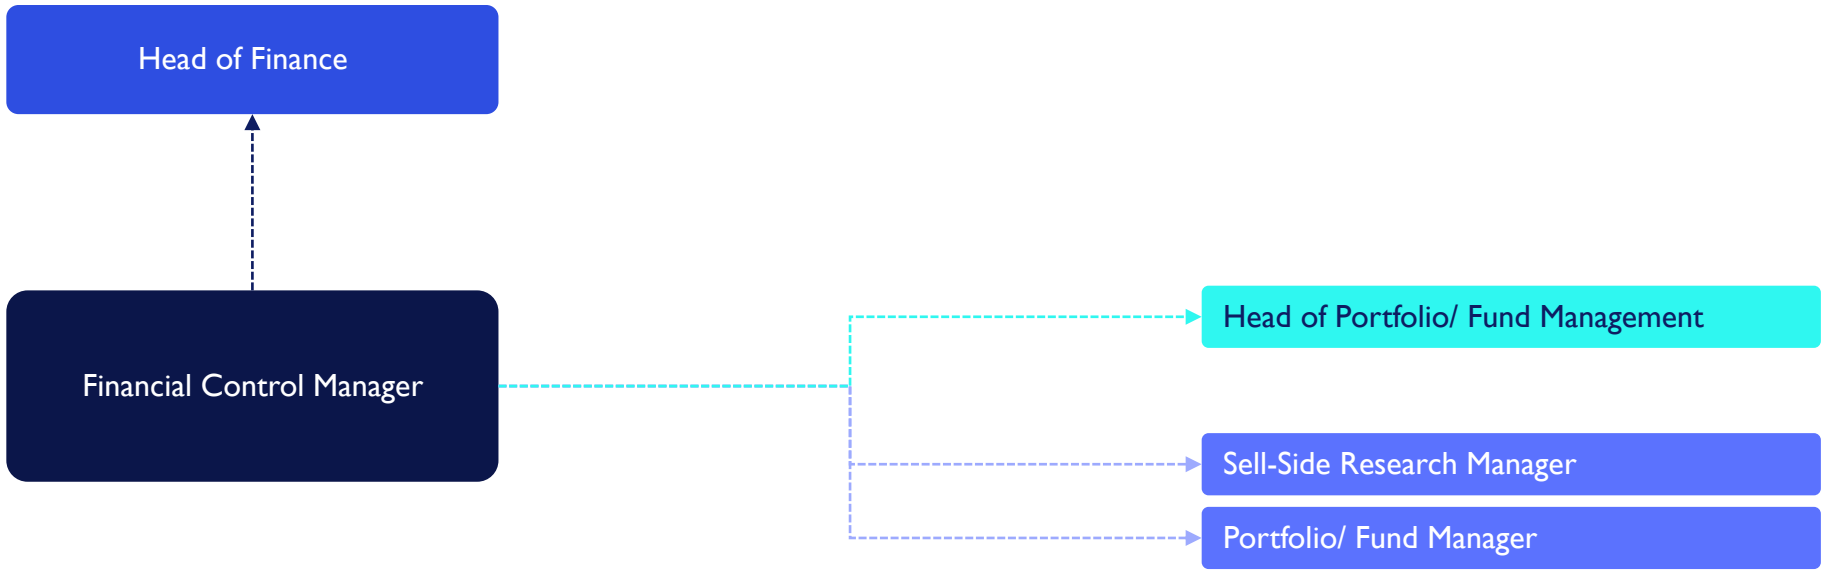 Head of Finance
Financial Control Manager
Head of Portfolio/ Fund Management
Sell-Side Research Manager
Portfolio/ Fund Manager